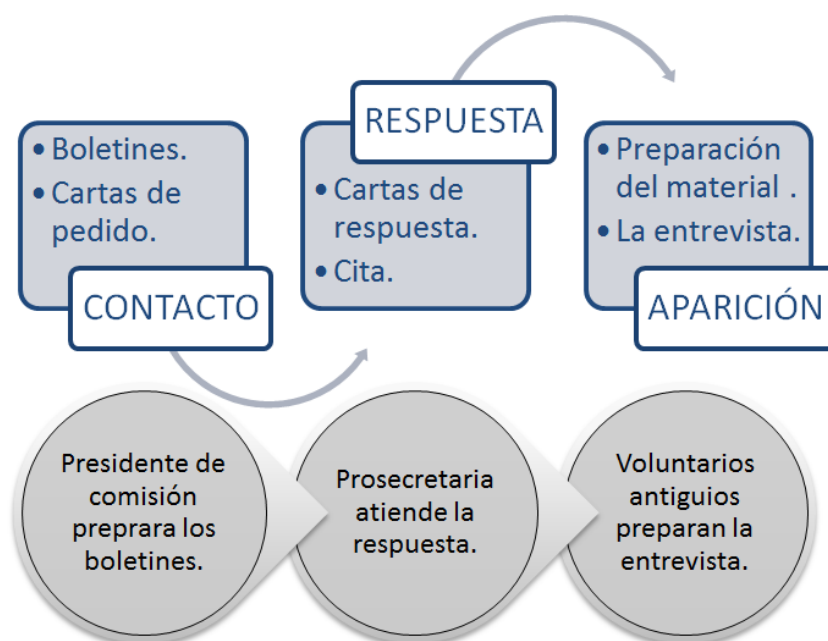 • Boletines.
• Cartas de
pedido.
CONTACTO
RESPUESTA
• Cartas de
respuesta.
• Cita.
• Preparación
del material .
• La entrevista.
APARICIÓN
Presidente de
comisión
preprara los
boletines.
Prosecretaria
atiende la
respuesta.
Voluntarios
antiguios
preparan la
entrevista.